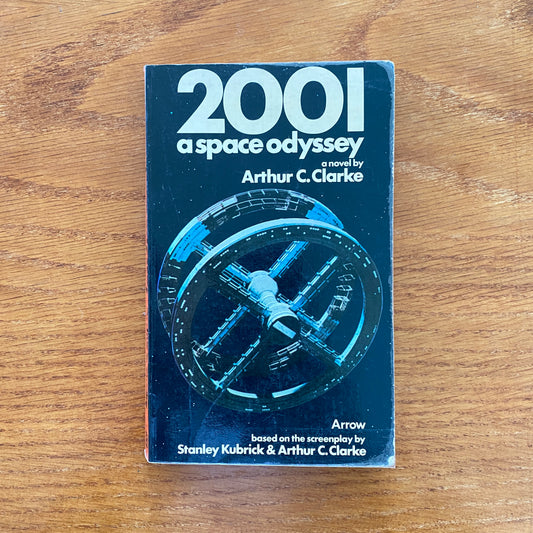 2001
a space odyssey
a novel by
Arthur C. Clarke
Arrow
based on the screenplay by
Stanley Kubrick & Arthur C. Clarke